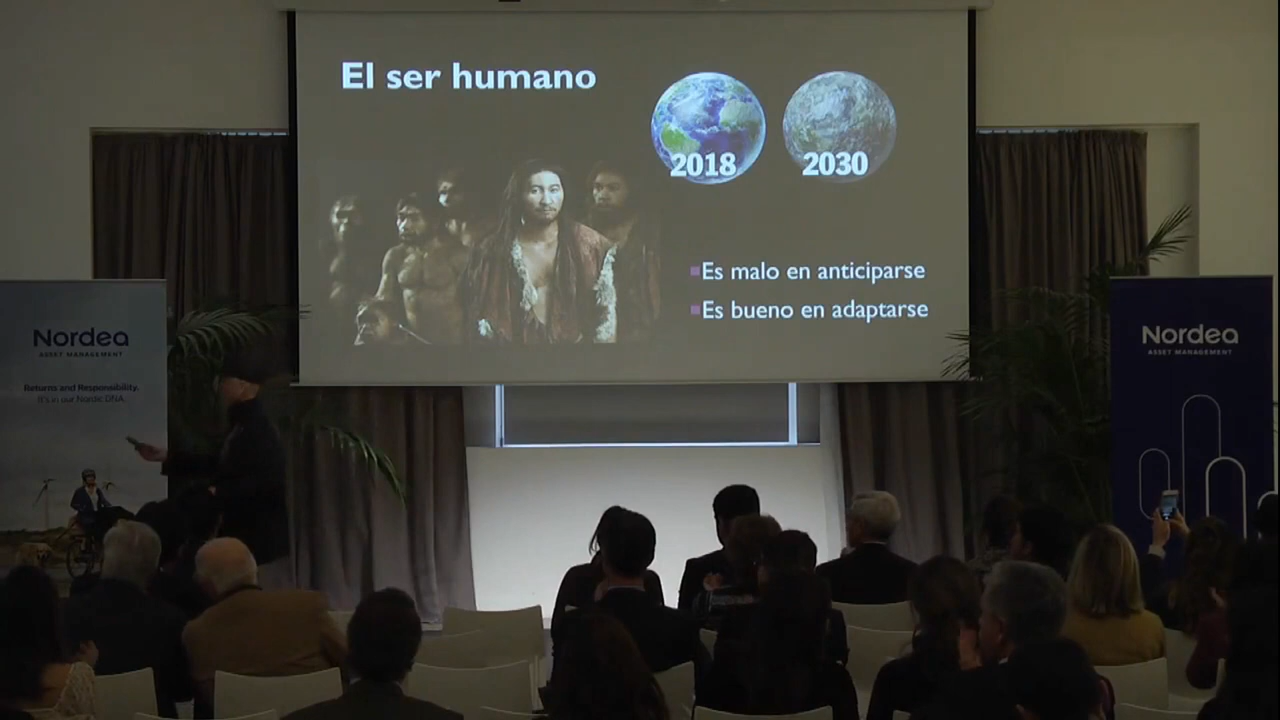 El ser humano
2018
2030
Es malo en anticiparse
Es bueno en adaptarse
Nordea
ASSET MANAGEMENT
Returns and Responsibility.
It's in our Nordic DNA.
Nordea
ASSET MANAGEMENT